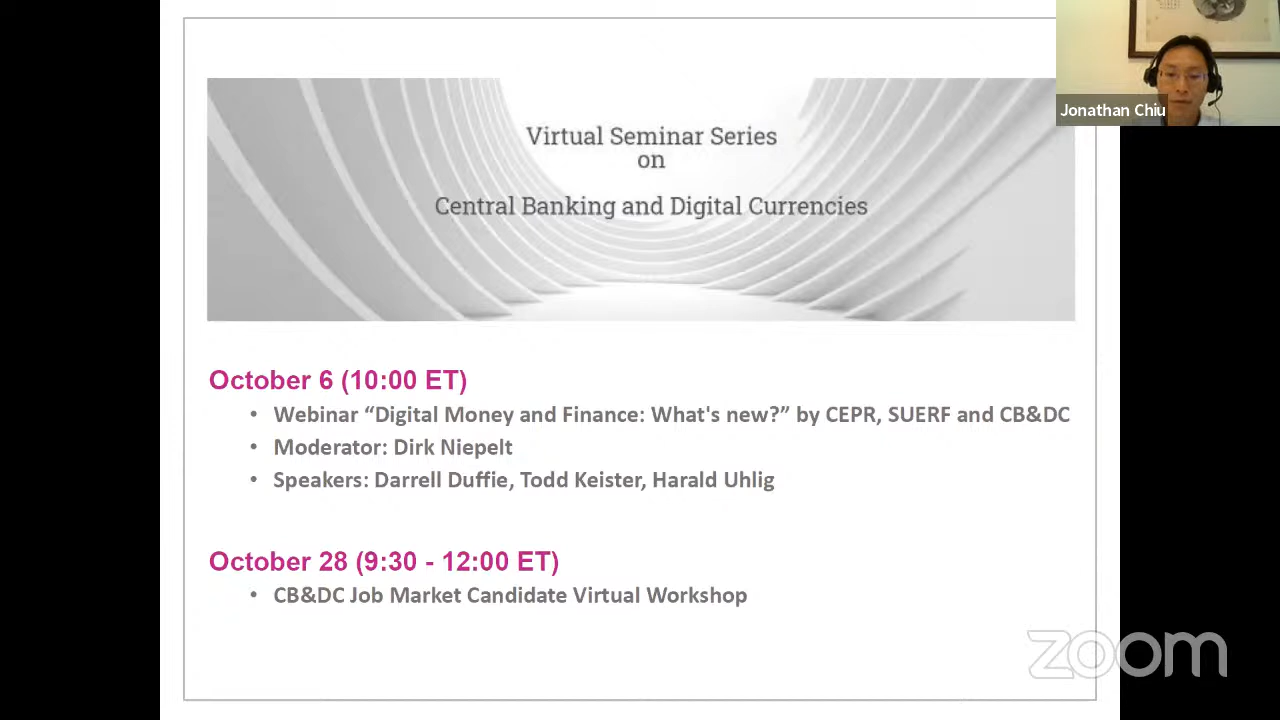 Jonathan Chiu
Virtual Seminar Series
on
Central Banking and Digital Currencies
October 6 (10:00 ET)
• Webinar “Digital Money and Finance: What's new?” by CEPR, SUERF and CB&DC
• Moderator: Dirk Niepelt
• Speakers: Darrell Duffie, Todd Keister, Harald Uhlig
October 28 (9:30 - 12:00 ET)
• CB&DC Job Market Candidate Virtual Workshop
zoom